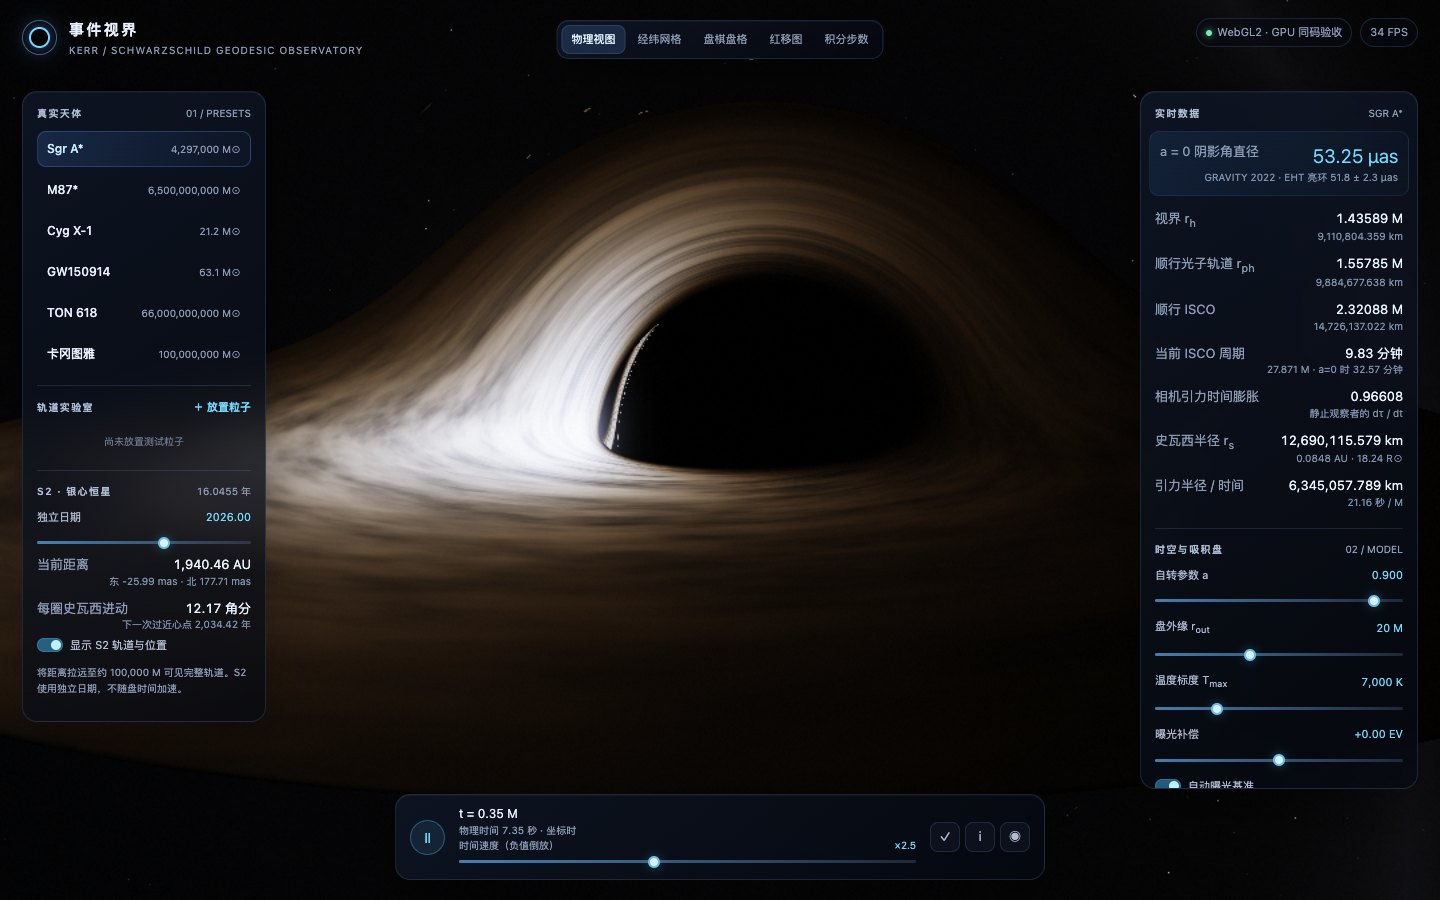 事件视界
KERR / SCHWARZSCHILD GEODESIC OBSERVATORY
物理视图 经纬网格 盘棋盘格 红移图 积分步数
WebGL2 · GPU 同码验收
34 FPS
真实天体 01 / PRESETS
Sgr A* 4,297,000 M⊙
M87* 6,500,000,000 M⊙
Cyg X-1 21.2 M⊙
GW150914 63.1 M⊙
TON 618 66,000,000,000 M⊙
卡冈图雅 100,000,000 M⊙
轨道实验室 + 放置粒子
尚未放置测试粒子
S2 · 银心恒星 16.0455 年
独立日期 2026.00
当前距离 1,940.46 AU
东 -25.99 mas · 北 177.71 mas
每圈史瓦西进动 12.17 角分
下一次过近心点 2,034.42 年
显示 S2 轨道与位置
将距离拉远至约 100,000 M 可见完整轨道。S2
使用独立日期，不随盘时间加速。
实时数据 SGR A*
a = 0 阴影角直径 53.25 μas
GRAVITY 2022 · EHT 亮环 51.8 ± 2.3 μas
视界 rh 1.43589 M
9,110,804.359 km
顺行光子轨道 rph 1.55785 M
9,884,677.638 km
顺行 ISCO 2.32088 M
14,726,137.022 km
当前 ISCO 周期 9.83 分钟
27.871 M · a=0 时 32.57 分钟
相机引力时间膨胀 0.96608
静止观察者的 dτ / dt
史瓦西半径 rs 12,690,115.579 km
0.0848 AU · 18.24 R⊙
引力半径 / 时间 6,345,057.789 km
21.16 秒 / M
时空与吸积盘 02 / MODEL
自转参数 a 0.900
盘外缘 rout 20 M
温度标度 Tmax 7,000 K
曝光补偿 +0.00 EV
自动曝光基准
t = 0.35 M
物理时间 7.35 秒 · 坐标时
时间速度（负值倒放） ×2.5